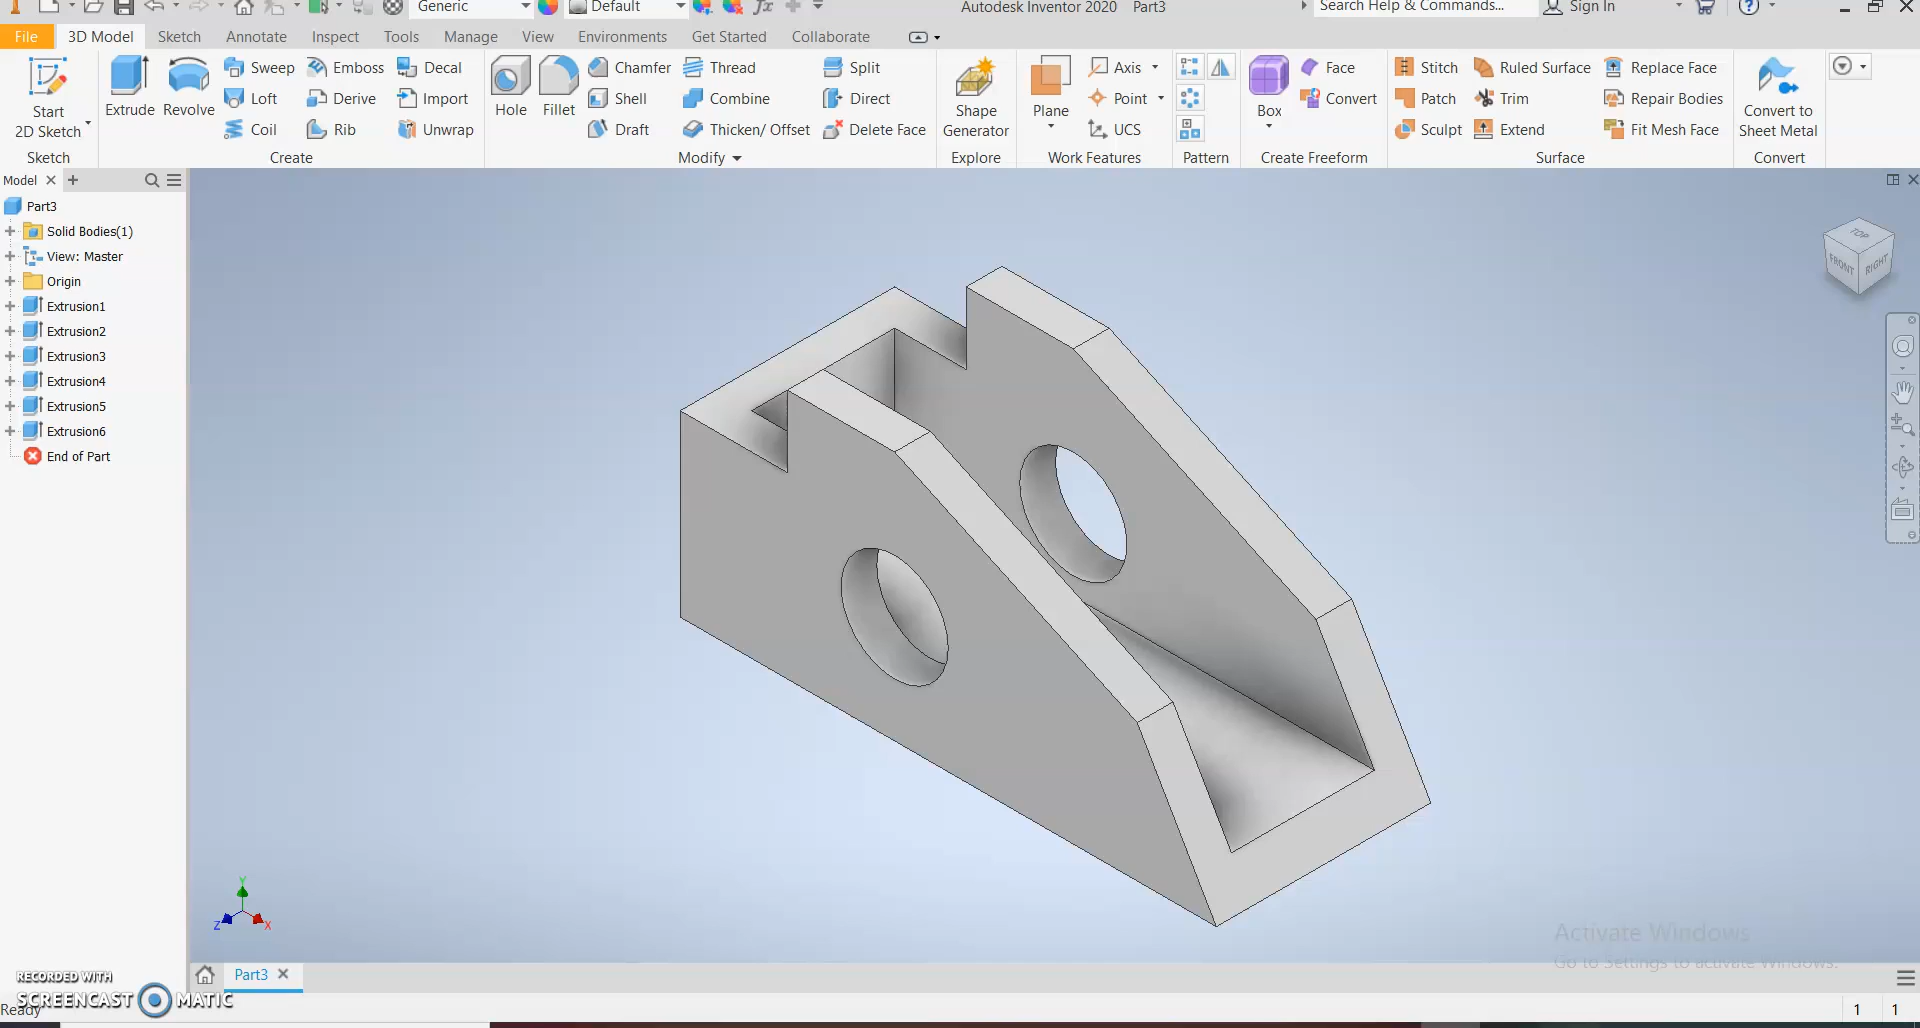 Generic Default Autodesk Inventor 2020 Part3 Search Help & Commands... Sign In
File 3D Model Sketch Annotate Inspect Tools Manage View Environments Get Started Collaborate
Start 2D Sketch
Sketch
Extrude Revolve
Sweep Emboss Decal
Loft Derive Import
Coil Rib Unwrap
Create
Hole Fillet
Chamfer Thread Split
Shell Combine Direct
Draft Thicken/ Offset Delete Face
Modify
Shape Generator
Explore
Plane
Axis
Point
UCS
Work Features
Pattern
Box
Face
Convert
Create Freeform
Stitch Ruled Surface Replace Face
Patch Trim Repair Bodies
Sculpt Extend Fit Mesh Face
Surface
Convert to Sheet Metal
Convert
Model
Part3
Solid Bodies(1)
View: Master
Origin
Extrusion1
Extrusion2
Extrusion3
Extrusion4
Extrusion5
Extrusion6
End of Part
TOP
FRONT RIGHT
Y
Z X
Activate Windows
Go to Settings to activate Windows.
Part3
RECORDED WITH
SCREENCAST MATIC
Ready
1 1